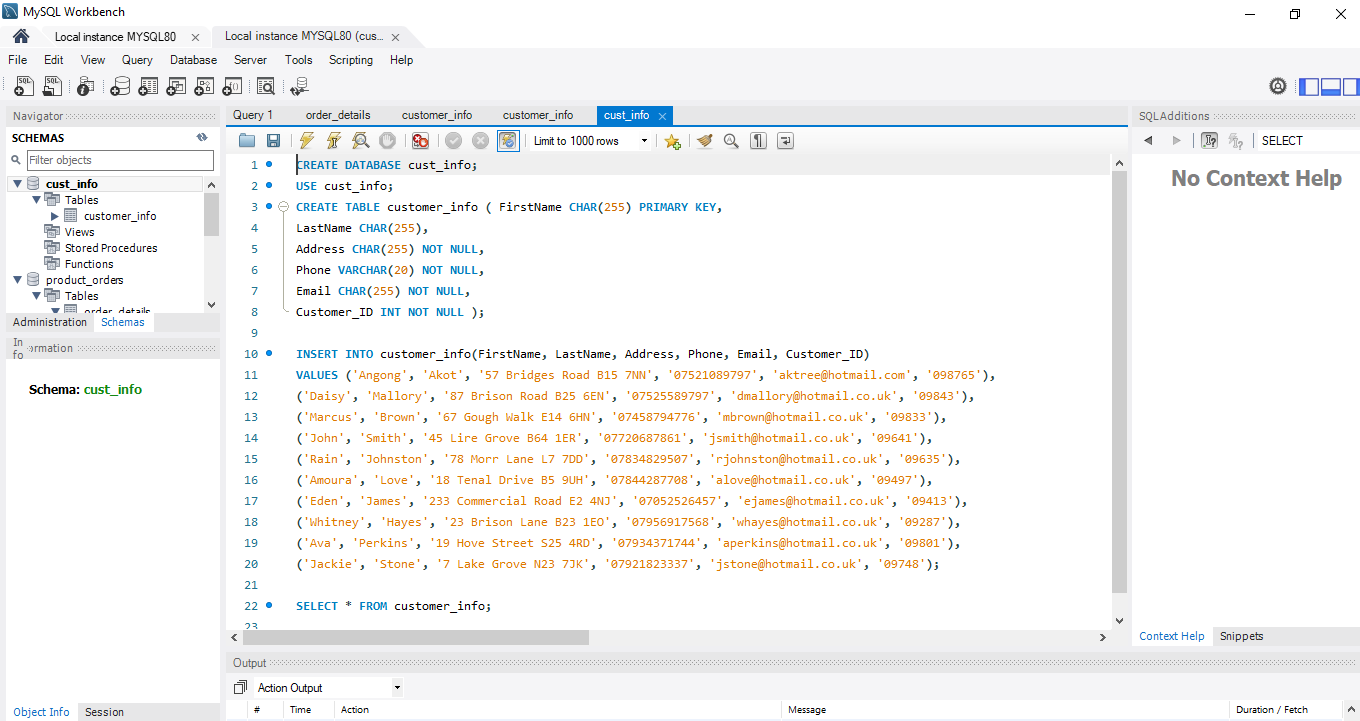 MySQL Workbench
Local instance MYSQL80
Local instance MYSQL80 (cus...
File Edit View Query Database Server Tools Scripting Help
Navigator
SCHEMAS
Filter objects
cust_info
Tables
customer_info
Views
Stored Procedures
Functions
product_orders
Tables
order_details
Administration Schemas
Information
Schema: cust_info
Object Info Session
Query 1 order_details customer_info customer_info cust_info
Limit to 1000 rows
1 CREATE DATABASE cust_info;
2 USE cust_info;
3 CREATE TABLE customer_info ( FirstName CHAR(255) PRIMARY KEY,
4 LastName CHAR(255),
5 Address CHAR(255) NOT NULL,
6 Phone VARCHAR(20) NOT NULL,
7 Email CHAR(255) NOT NULL,
8 Customer_ID INT NOT NULL );
9
10 INSERT INTO customer_info(FirstName, LastName, Address, Phone, Email, Customer_ID)
11 VALUES ('Angong', 'Akot', '57 Bridges Road B15 7NN', '07521089797', 'aktree@hotmail.com', '098765'),
12 ('Daisy', 'Mallory', '87 Brison Road B25 6EN', '07525589797', 'dmallory@hotmail.co.uk', '09843'),
13 ('Marcus', 'Brown', '67 Gough Walk E14 6HN', '07458794776', 'mbrown@hotmail.co.uk', '09833'),
14 ('John', 'Smith', '45 Lire Grove B64 1ER', '07720687861', 'jsmith@hotmail.co.uk', '09641'),
15 ('Rain', 'Johnston', '78 Morr Lane L7 7DD', '07834829507', 'rjohnston@hotmail.co.uk', '09635'),
16 ('Amoura', 'Love', '18 Tenal Drive B5 9UH', '07844287708', 'alove@hotmail.co.uk', '09497'),
17 ('Eden', 'James', '233 Commercial Road E2 4NJ', '07052526457', 'ejames@hotmail.co.uk', '09413'),
18 ('Whitney', 'Hayes', '23 Brison Lane B23 1EO', '07956917568', 'whayes@hotmail.co.uk', '09287'),
19 ('Ava', 'Perkins', '19 Hove Street S25 4RD', '07934371744', 'aperkins@hotmail.co.uk', '09801'),
20 ('Jackie', 'Stone', '7 Lake Grove N23 7JK', '07921823337', 'jstone@hotmail.co.uk', '09748');
21
22 SELECT * FROM customer_info;
23
Output
Action Output
# Time Action Message Duration / Fetch
SQLAdditions
SELECT
No Context Help
Context Help Snippets